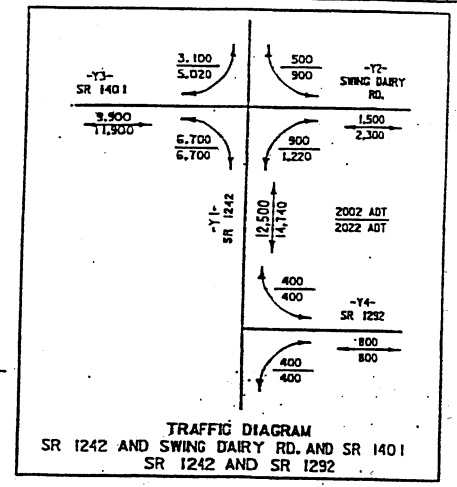 3,100
5,020
500
900
-Y3-
SR 1401
-Y2-
SWING DAIRY
RD.
9,900
11,900
6,700
6,700
900
1,220
1,500
2,300
-Y1-
SR 1242
12,500
14,740
2002 ADT
2022 ADT
400
400
-Y4-
SR 1292
800
800
400
400
TRAFFIC DIAGRAM
SR 1242 AND SWING DAIRY RD. AND SR 1401
SR 1242 AND SR 1292